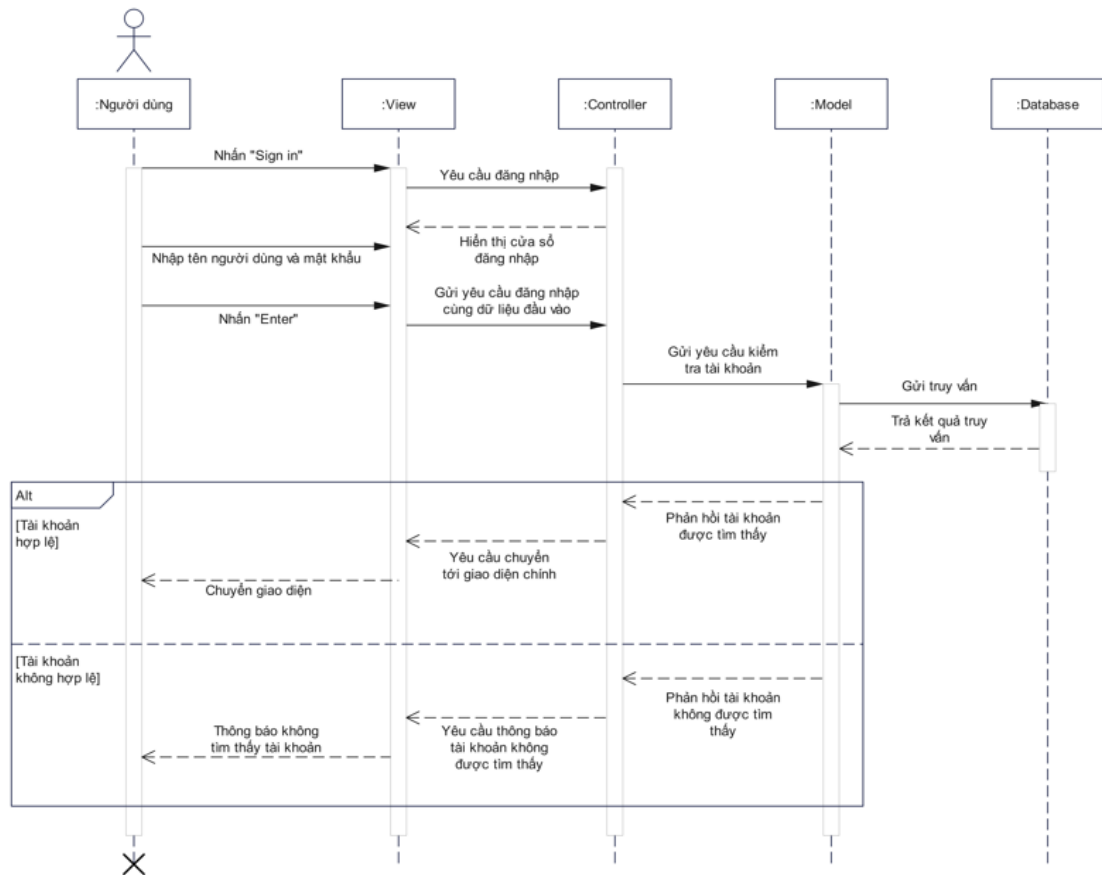 :Người dùng
:View
:Controller
:Model
:Database
Nhấn "Sign in"
Yêu cầu đăng nhập
Hiển thị cửa sổ
đăng nhập
Nhập tên người dùng và mật khẩu
Gửi yêu cầu đăng nhập
cùng dữ liệu đầu vào
Nhấn "Enter"
Gửi yêu cầu kiểm
tra tài khoản
Gửi truy vấn
Trả kết quả truy
vấn
Alt
[Tài khoản
hợp lệ]
Phản hồi tài khoản
được tìm thấy
Yêu cầu chuyển
tới giao diện chính
Chuyển giao diện
[Tài khoản
không hợp lệ]
Phản hồi tài khoản
không được tìm
thấy
Yêu cầu thông báo
tài khoản không
được tìm thấy
Thông báo không
tìm thấy tài khoản